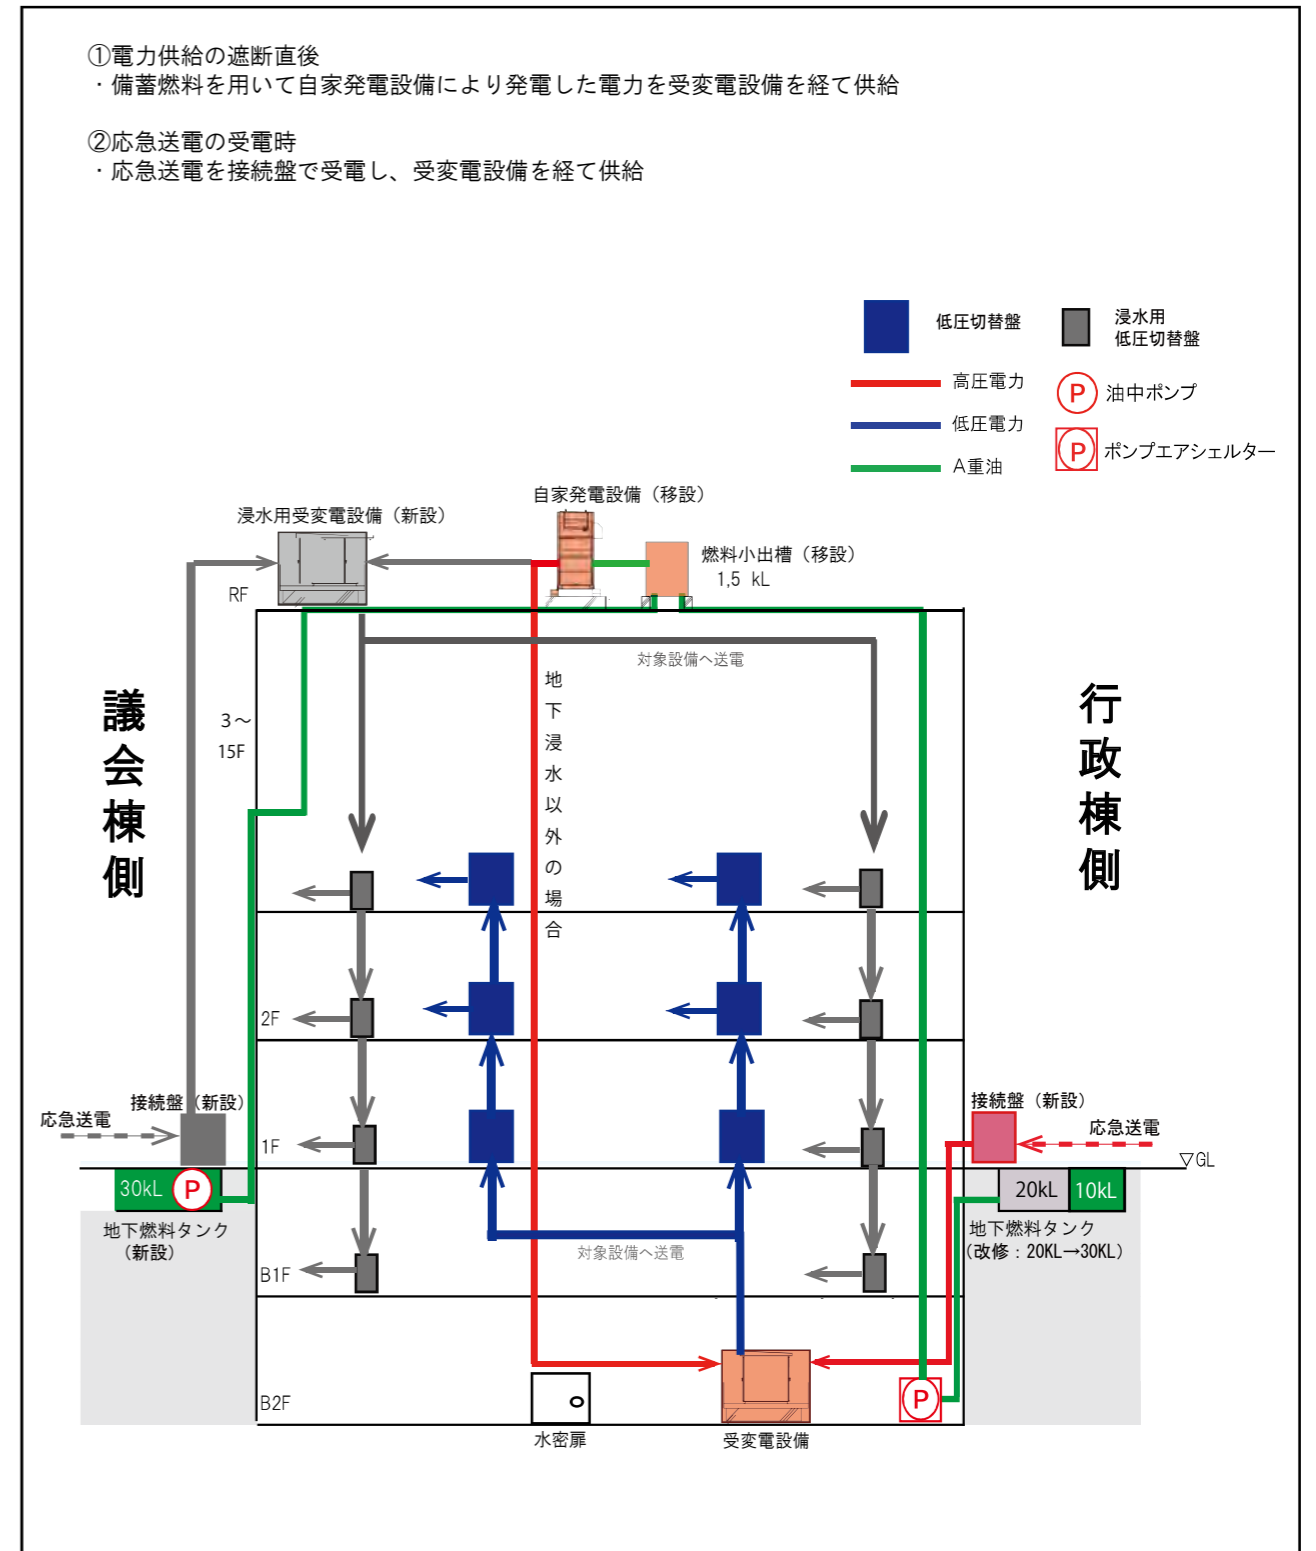 ①電力供給の遮断直後
・備蓄燃料を用いて自家発電設備により発電した電力を受変電設備を経て供給
②応急送電の受電時
・応急送電を接続盤で受電し、受変電設備を経て供給
低圧切替盤
浸水用
低圧切替盤
高圧電力
油中ポンプ
低圧電力
ポンプエアシェルター
A重油
P
P
自家発電設備（移設）
浸水用受変電設備（新設）
燃料小出槽（移設）
1,5 kL
RF
対象設備へ送電
地下浸水以外の場合
議会棟側
行政棟側
3～
15F
2F
接続盤（新設）
応急送電
1F
接続盤（新設）
応急送電
▽GL
30kL
P
20kL
10kL
地下燃料タンク
（新設）
地下燃料タンク
（改修：20KL→30KL）
対象設備へ送電
B1F
B2F
P
水密扉
受変電設備